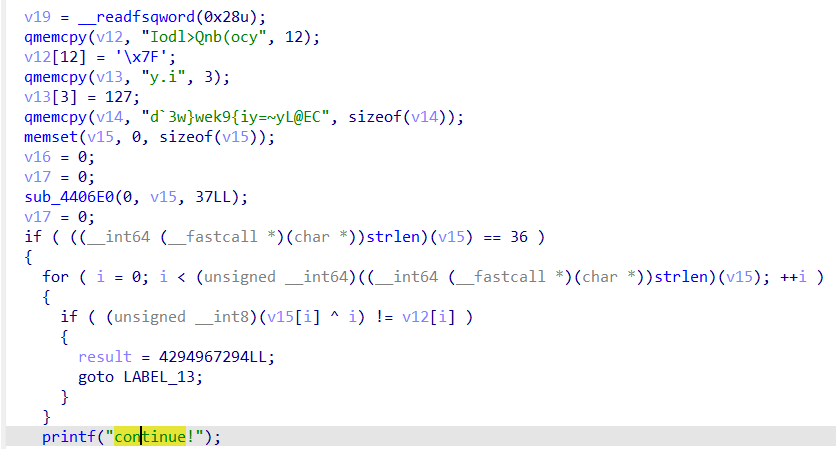 v19 = __readfsqword(0x28u);
qmemcpy(v12, "Iodl>Qnb(ocy", 12);
v12[12] = '\x7F';
qmemcpy(v13, "y.i", 3);
v13[3] = 127;
qmemcpy(v14, "d`3w}wek9{iy=~yL@EC", sizeof(v14));
memset(v15, 0, sizeof(v15));
v16 = 0;
v17 = 0;
sub_4406E0(0, v15, 37LL);
v17 = 0;
if ( ((__int64 (__fastcall *)(char *))strlen)(v15) == 36 )
{
for ( i = 0; i < (unsigned __int64)((__int64 (__fastcall *)(char *))strlen)(v15); ++i )
{
if ( (unsigned __int8)(v15[i] ^ i) != v12[i] )
{
result = 4294967294LL;
goto LABEL_13;
}
}
printf("continue!");